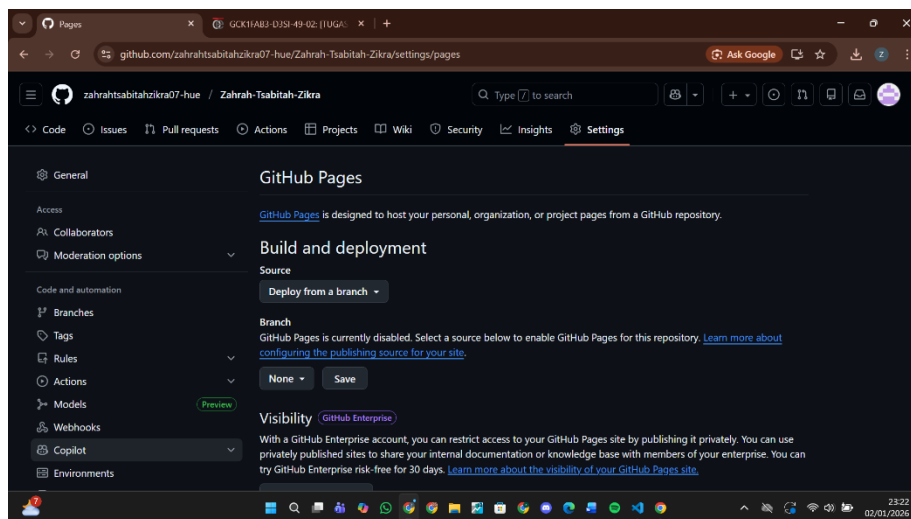 Pages
GCK1FAB3-D3SI-49-02: [TUGAS
github.com/zahrahtsabitahzikra07-hue/Zahrah-Tsabitah-Zikra/settings/pages
Ask Google
Z
zahrahtsabitahzikra07-hue / Zahrah-Tsabitah-Zikra
Type / to search
Code
Issues
Pull requests
Actions
Projects
Wiki
Security
Insights
Settings
General
Access
Collaborators
Moderation options
Code and automation
Branches
Tags
Rules
Actions
Models
Preview
Webhooks
Copilot
Environments
GitHub Pages
GitHub Pages is designed to host your personal, organization, or project pages from a GitHub repository.
Build and deployment
Source
Deploy from a branch
Branch
GitHub Pages is currently disabled. Select a source below to enable GitHub Pages for this repository. Learn more about
configuring the publishing source for your site.
None
Save
Visibility GitHub Enterprise
With a GitHub Enterprise account, you can restrict access to your GitHub Pages site by publishing it privately. You can use
privately published sites to share your internal documentation or knowledge base with members of your enterprise. You can
try GitHub Enterprise risk-free for 30 days. Learn more about the visibility of your GitHub Pages site.
23:22
02/01/2026